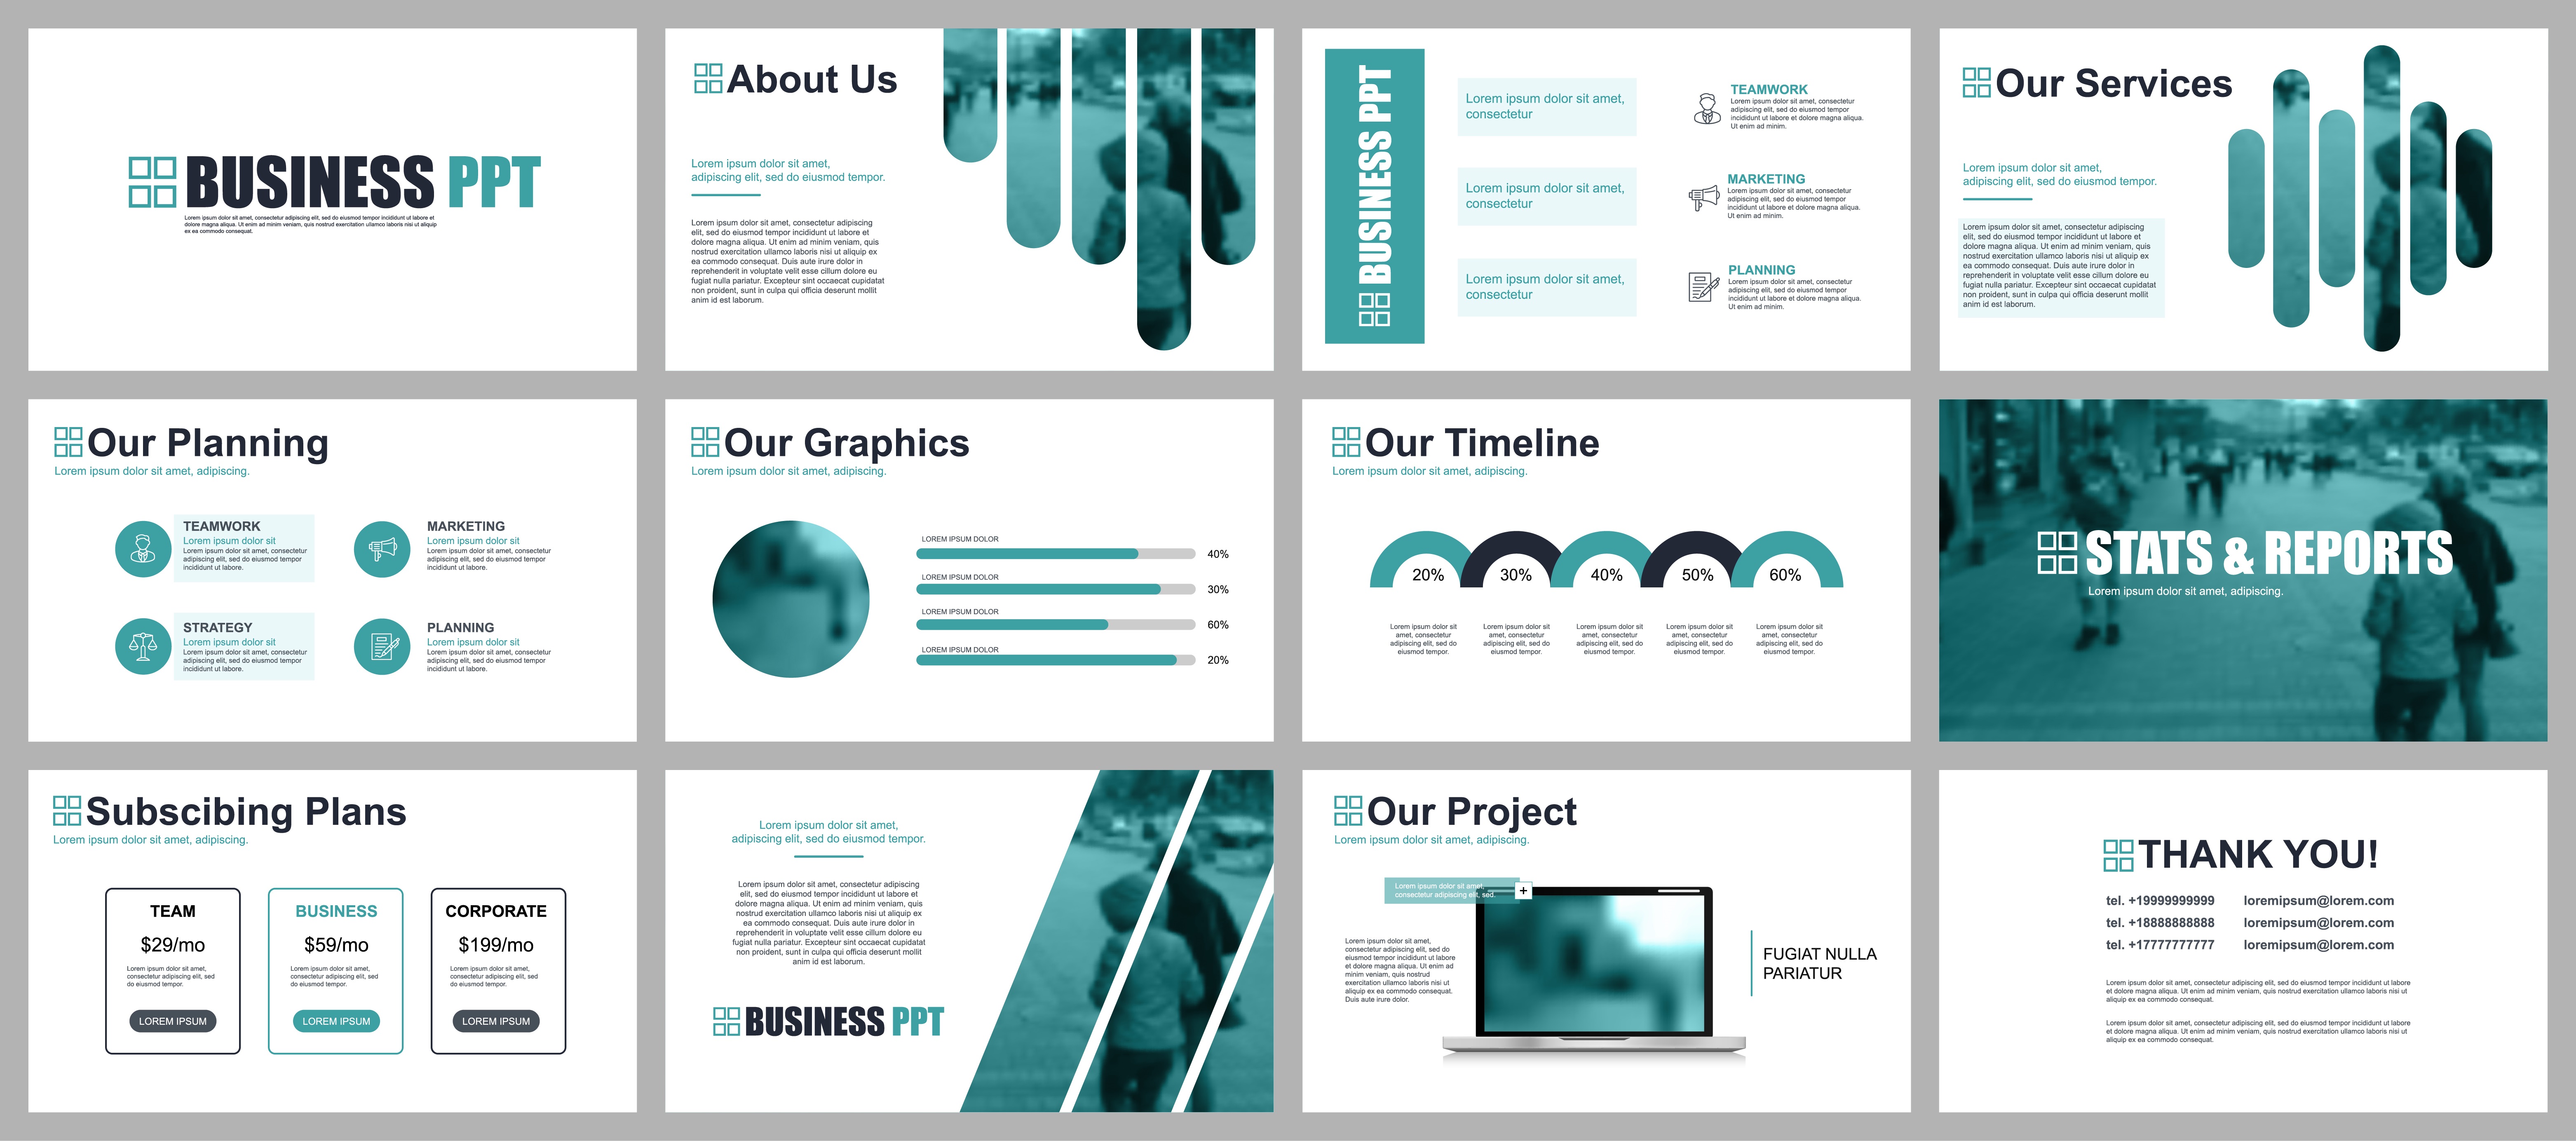 BUSINESS PPT
Lorem ipsum dolor sit amet, consectetur adipiscing elit, sed do eiusmod tempor incididunt ut labore et
dolore magna aliqua. Ut enim ad minim veniam, quis nostrud exercitation ullamco laboris nisi ut aliquip
ex ea commodo consequat.
About Us
Lorem ipsum dolor sit amet,
adipiscing elit, sed do eiusmod tempor.
Lorem ipsum dolor sit amet, consectetur adipiscing
elit, sed do eiusmod tempor incididunt ut labore et
dolore magna aliqua. Ut enim ad minim veniam, quis
nostrud exercitation ullamco laboris nisi ut aliquip ex
ea commodo consequat. Duis aute irure dolor in
reprehenderit in voluptate velit esse cillum dolore eu
fugiat nulla pariatur. Excepteur sint occaecat cupidatat
non proident, sunt in culpa qui officia deserunt mollit
anim id est laborum.
BUSINESS PPT
Lorem ipsum dolor sit amet,
consectetur
Lorem ipsum dolor sit amet,
consectetur
Lorem ipsum dolor sit amet,
consectetur
TEAMWORK
Lorem ipsum dolor sit amet, consectetur
adipiscing elit, sed do eiusmod tempor
incididunt ut labore et dolore magna aliqua.
Ut enim ad minim.
MARKETING
Lorem ipsum dolor sit amet, consectetur
adipiscing elit, sed do eiusmod tempor
incididunt ut labore et dolore magna aliqua.
Ut enim ad minim.
PLANNING
Lorem ipsum dolor sit amet, consectetur
adipiscing elit, sed do eiusmod tempor
incididunt ut labore et dolore magna aliqua.
Ut enim ad minim.
Our Services
Lorem ipsum dolor sit amet,
adipiscing elit, sed do eiusmod tempor.
Lorem ipsum dolor sit amet, consectetur adipiscing
elit, sed do eiusmod tempor incididunt ut labore et
dolore magna aliqua. Ut enim ad minim veniam, quis
nostrud exercitation ullamco laboris nisi ut aliquip ex
ea commodo consequat. Duis aute irure dolor in
reprehenderit in voluptate velit esse cillum dolore eu
fugiat nulla pariatur. Excepteur sint occaecat cupidatat
non proident, sunt in culpa qui officia deserunt mollit
anim id est laborum.
Our Planning
Lorem ipsum dolor sit amet, adipiscing.
TEAMWORK
Lorem ipsum dolor sit
Lorem ipsum dolor sit amet, consectetur
adipiscing elit, sed do eiusmod tempor
incididunt ut labore.
MARKETING
Lorem ipsum dolor sit
Lorem ipsum dolor sit amet, consectetur
adipiscing elit, sed do eiusmod tempor
incididunt ut labore.
STRATEGY
Lorem ipsum dolor sit
Lorem ipsum dolor sit amet, consectetur
adipiscing elit, sed do eiusmod tempor
incididunt ut labore.
PLANNING
Lorem ipsum dolor sit
Lorem ipsum dolor sit amet, consectetur
adipiscing elit, sed do eiusmod tempor
incididunt ut labore.
Our Graphics
Lorem ipsum dolor sit amet, adipiscing.
LOREM IPSUM DOLOR
40%
LOREM IPSUM DOLOR
30%
LOREM IPSUM DOLOR
60%
LOREM IPSUM DOLOR
20%
Our Timeline
Lorem ipsum dolor sit amet, adipiscing.
20%
30%
40%
50%
60%
Lorem ipsum dolor sit
amet, consectetur
adipiscing elit, sed do
eiusmod tempor.
Lorem ipsum dolor sit
amet, consectetur
adipiscing elit, sed do
eiusmod tempor.
Lorem ipsum dolor sit
amet, consectetur
adipiscing elit, sed do
eiusmod tempor.
Lorem ipsum dolor sit
amet, consectetur
adipiscing elit, sed do
eiusmod tempor.
Lorem ipsum dolor sit
amet, consectetur
adipiscing elit, sed do
eiusmod tempor.
STATS & REPORTS
Lorem ipsum dolor sit amet, adipiscing.
Subscibing Plans
Lorem ipsum dolor sit amet, adipiscing.
TEAM
$29/mo
Lorem ipsum dolor sit amet,
consectetur adipiscing elit, sed
do eiusmod tempor.
LOREM IPSUM
BUSINESS
$59/mo
Lorem ipsum dolor sit amet,
consectetur adipiscing elit, sed
do eiusmod tempor.
LOREM IPSUM
CORPORATE
$199/mo
Lorem ipsum dolor sit amet,
consectetur adipiscing elit, sed
do eiusmod tempor.
LOREM IPSUM
Lorem ipsum dolor sit amet,
adipiscing elit, sed do eiusmod tempor.
Lorem ipsum dolor sit amet, consectetur adipiscing
elit, sed do eiusmod tempor incididunt ut labore et
dolore magna aliqua. Ut enim ad minim veniam, quis
nostrud exercitation ullamco laboris nisi ut aliquip ex
ea commodo consequat. Duis aute irure dolor in
reprehenderit in voluptate velit esse cillum dolore eu
fugiat nulla pariatur. Excepteur sint occaecat cupidatat
non proident, sunt in culpa qui officia deserunt mollit
anim id est laborum.
BUSINESS PPT
Our Project
Lorem ipsum dolor sit amet, adipiscing.
Lorem ipsum dolor sit amet,
consectetur adipiscing elit, sed.
+
Lorem ipsum dolor sit amet,
consectetur adipiscing elit, sed do
eiusmod tempor incididunt ut labore
et dolore magna aliqua. Ut enim ad
minim veniam, quis nostrud
exercitation ullamco laboris nisi ut
aliquip ex ea commodo consequat.
Duis aute irure dolor.
FUGIAT NULLA
PARIATUR
THANK YOU!
tel. +19999999999 loremipsum@lorem.com
tel. +18888888888 loremipsum@lorem.com
tel. +17777777777 loremipsum@lorem.com
Lorem ipsum dolor sit amet, consectetur adipiscing elit, sed do eiusmod tempor incididunt ut labore
et dolore magna aliqua. Ut enim ad minim veniam, quis nostrud exercitation ullamco laboris nisi ut
aliquip ex ea commodo consequat.
Lorem ipsum dolor sit amet, consectetur adipiscing elit, sed do eiusmod tempor incididunt ut labore
et dolore magna aliqua. Ut enim ad minim veniam, quis nostrud exercitation ullamco laboris nisi ut
aliquip ex ea commodo consequat.